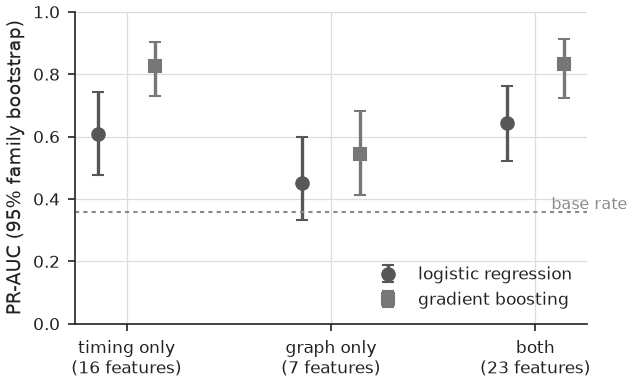 PR-AUC (95% family bootstrap)
1.0
0.8
0.6
0.4
0.2
0.0
base rate
logistic regression
gradient boosting
timing only
(16 features)
graph only
(7 features)
both
(23 features)